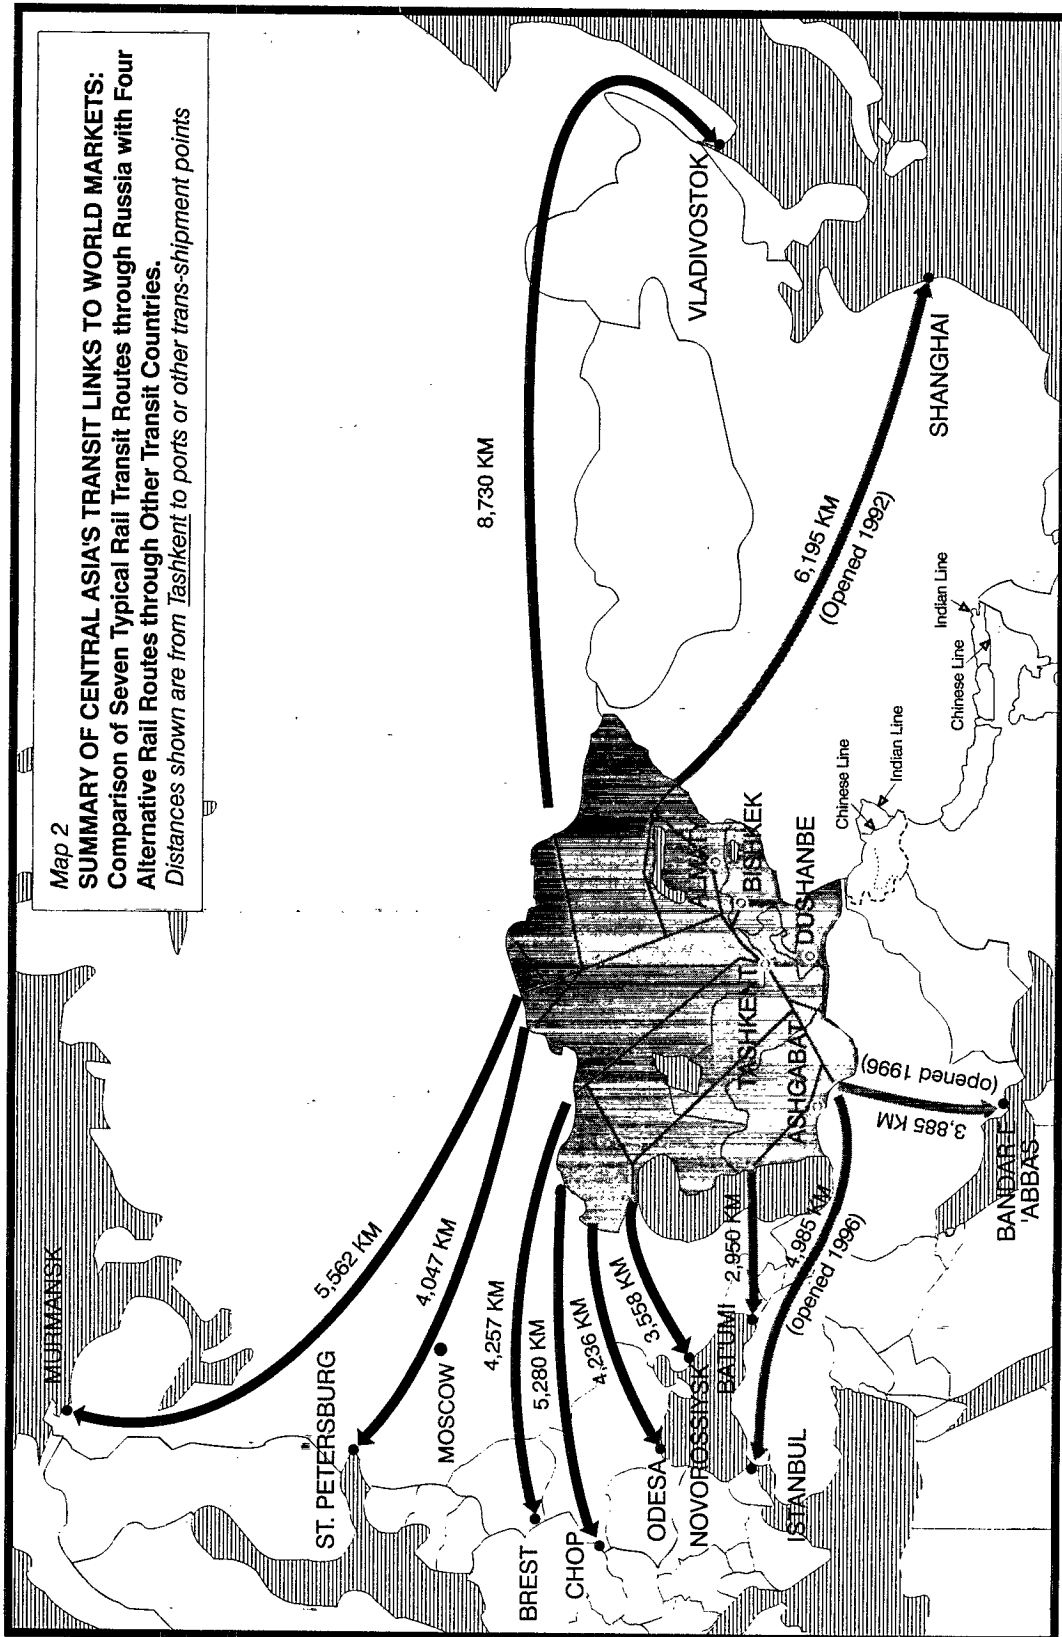 Map 2
SUMMARY OF CENTRAL ASIA'S TRANSIT LINKS TO WORLD MARKETS:
Comparison of Seven Typical Rail Transit Routes through Russia with Four
Alternative Rail Routes through Other Transit Countries.
Distances shown are from Tashkent to ports or other trans-shipment points
MURMANSK
5,562 KM
ST. PETERSBURG
4,047 KM
MOSCOW
8,730 KM
4,257 KM
BREST
5,280 KM
CHOP
4,236 KM
ODESA
3,558 KM
NOVOROSSIYSK
VLADIVOSTOK
ALMATY
BISHKEK
TASHKENT
DUSHANBE
ASHGABAT
2,950 KM
BATUMI
4,985 KM
(opened 1996)
ISTANBUL
6,195 KM
(Opened 1992)
SHANGHAI
3,885 KM
(opened 1996)
BANDAR-E
'ABBAS
Chinese Line
Indian Line
Chinese Line
Indian Line